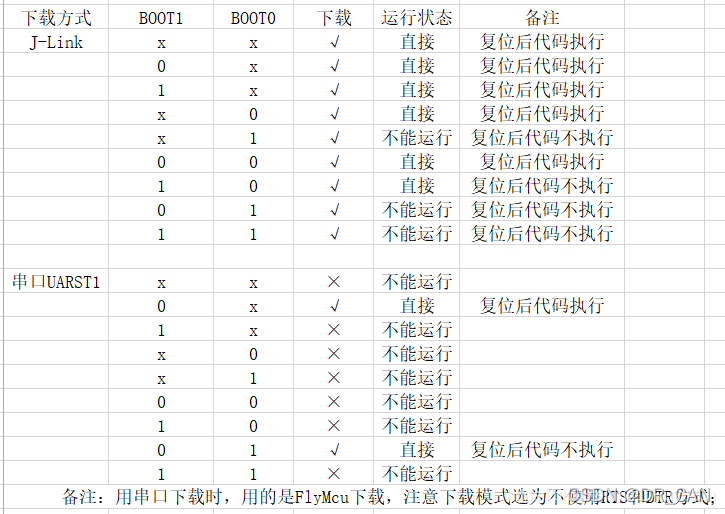 下载方式 BOOT1 BOOT0 下载 运行状态 备注
J-Link x x √ 直接 复位后代码执行
0 x √ 直接 复位后代码执行
1 x √ 直接 复位后代码执行
x 0 √ 直接 复位后代码执行
x 1 √ 不能运行 复位后代码不执行
0 0 √ 直接 复位后代码执行
1 0 √ 直接 复位后代码不执行
0 1 √ 不能运行 复位后代码不执行
1 1 √ 不能运行 复位后代码不执行
串口UARST1 x x × 不能运行
0 x √ 直接 复位后代码执行
1 x × 不能运行
x 0 × 不能运行
x 1 × 不能运行
0 0 × 不能运行
1 0 × 不能运行
0 1 √ 直接 复位后代码不执行
1 1 × 不能运行
备注：用串口下载时，用的是FlyMcu下载，注意下载模式选为不使用RTS和DTR方式；